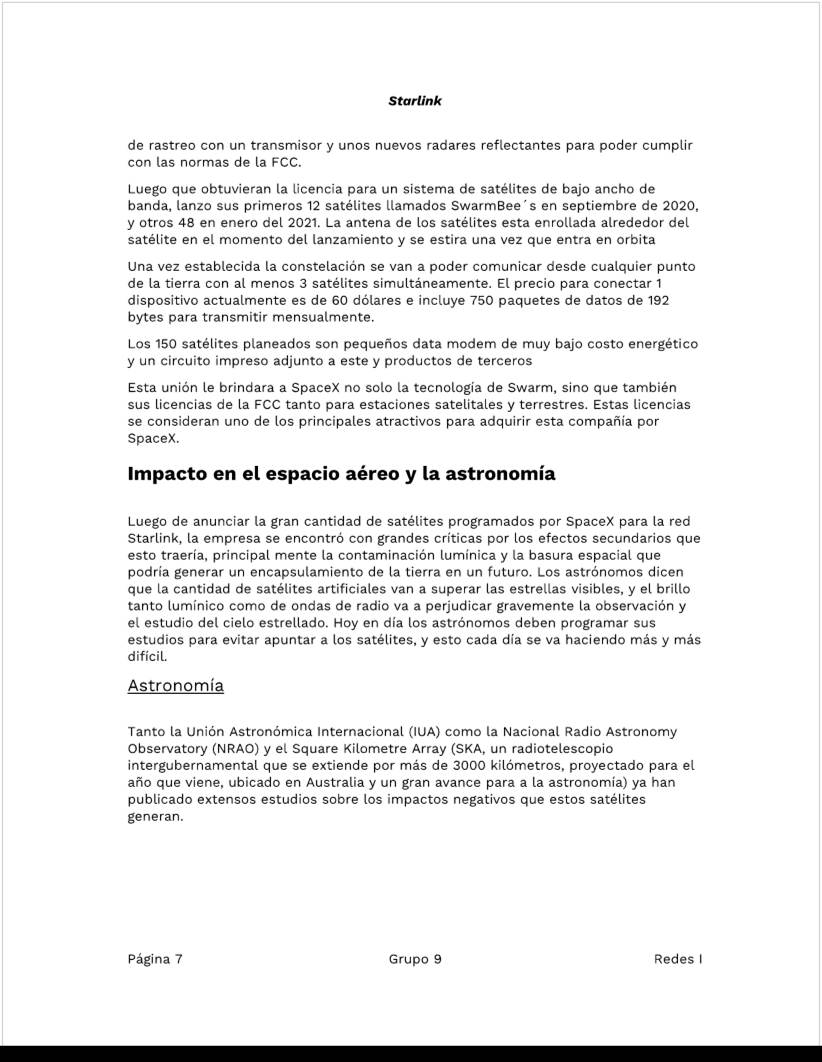 Starlink
de rastreo con un transmisor y unos nuevos radares reflectantes para poder cumplir
con las normas de la FCC.
Luego que obtuvieran la licencia para un sistema de satélites de bajo ancho de
banda, lanzo sus primeros 12 satélites llamados SwarmBee´s en septiembre de 2020,
y otros 48 en enero del 2021. La antena de los satélites esta enrollada alrededor del
satélite en el momento del lanzamiento y se estira una vez que entra en orbita
Una vez establecida la constelación se van a poder comunicar desde cualquier punto
de la tierra con al menos 3 satélites simultáneamente. El precio para conectar 1
dispositivo actualmente es de 60 dólares e incluye 750 paquetes de datos de 192
bytes para transmitir mensualmente.
Los 150 satélites planeados son pequeños data modem de muy bajo costo energético
y un circuito impreso adjunto a este y productos de terceros
Esta unión le brindara a SpaceX no solo la tecnología de Swarm, sino que también
sus licencias de la FCC tanto para estaciones satelitales y terrestres. Estas licencias
se consideran uno de los principales atractivos para adquirir esta compañía por
SpaceX.
Impacto en el espacio aéreo y la astronomía
Luego de anunciar la gran cantidad de satélites programados por SpaceX para la red
Starlink, la empresa se encontró con grandes críticas por los efectos secundarios que
esto traería, principal mente la contaminación lumínica y la basura espacial que
podría generar un encapsulamiento de la tierra en un futuro. Los astrónomos dicen
que la cantidad de satélites artificiales van a superar las estrellas visibles, y el brillo
tanto lumínico como de ondas de radio va a perjudicar gravemente la observación y
el estudio del cielo estrellado. Hoy en día los astrónomos deben programar sus
estudios para evitar apuntar a los satélites, y esto cada día se va haciendo más y más
difícil.
Astronomía
Tanto la Unión Astronómica Internacional (IUA) como la Nacional Radio Astronomy
Observatory (NRAO) y el Square Kilometre Array (SKA, un radiotelescopio
intergubernamental que se extiende por más de 3000 kilómetros, proyectado para el
año que viene, ubicado en Australia y un gran avance para a la astronomía) ya han
publicado extensos estudios sobre los impactos negativos que estos satélites
generan.
Página 7 Grupo 9 Redes I